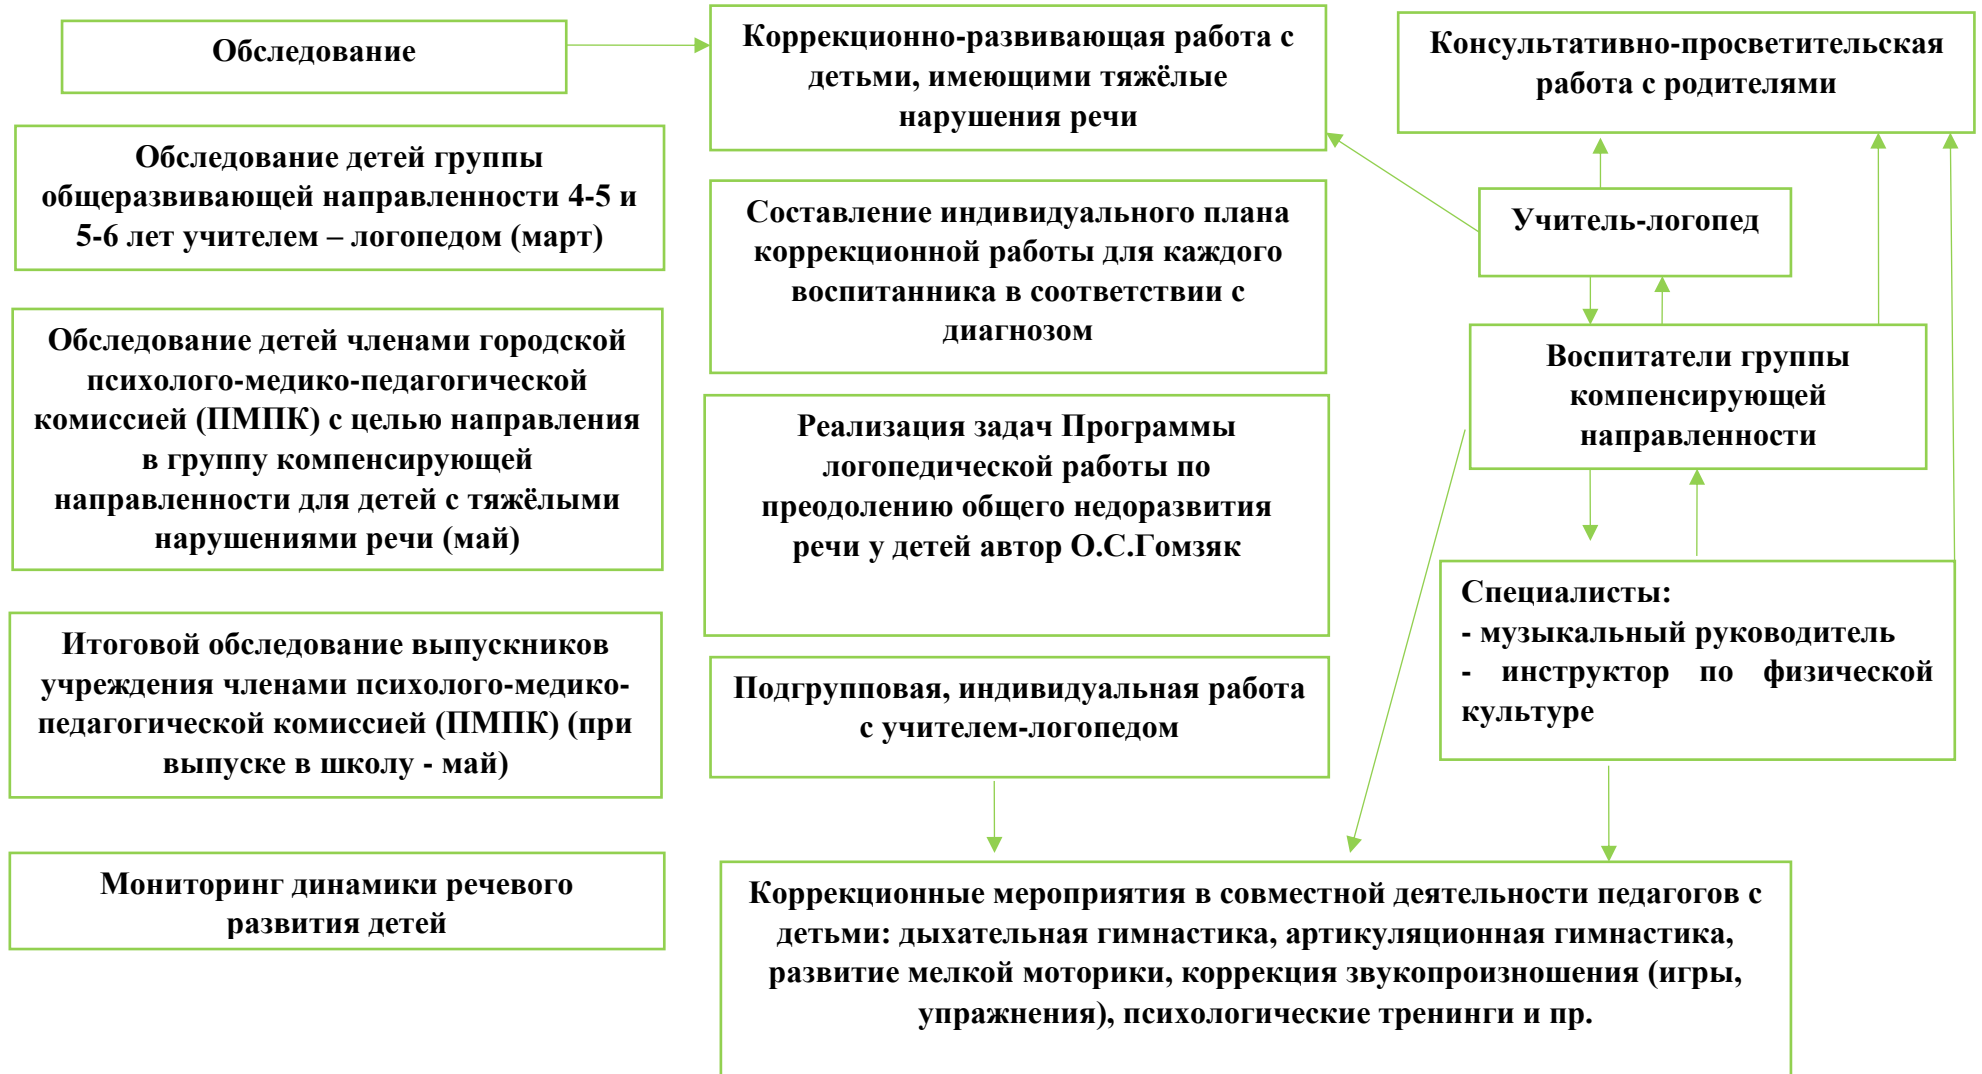 Обследование
Обследование детей группы
общеразвивающей направленности 4-5 и
5-6 лет учителем – логопедом (март)
Обследование детей членами городской
психолого-медико-педагогической
комиссией (ПМПК) с целью направления
в группу компенсирующей
направленности для детей с тяжёлыми
нарушениями речи (май)
Итоговой обследование выпускников
учреждения членами психолого-медико-
педагогической комиссией (ПМПК) (при
выпуске в школу - май)
Мониторинг динамики речевого
развития детей
Коррекционно-развивающая работа с
детьми, имеющими тяжёлые
нарушения речи
Составление индивидуального плана
коррекционной работы для каждого
воспитанника в соответствии с
диагнозом
Реализация задач Программы
логопедической работы по
преодолению общего недоразвития
речи у детей автор О.С.Гомзяк
Подгрупповая, индивидуальная работа
с учителем-логопедом
Консультативно-просветительская
работа с родителями
Учитель-логопед
Воспитатели группы
компенсирующей
направленности
Специалисты:
- музыкальный руководитель
- инструктор по физической
культуре
Коррекционные мероприятия в совместной деятельности педагогов с
детьми: дыхательная гимнастика, артикуляционная гимнастика,
развитие мелкой моторики, коррекция звукопроизношения (игры,
упражнения), психологические тренинги и пр.